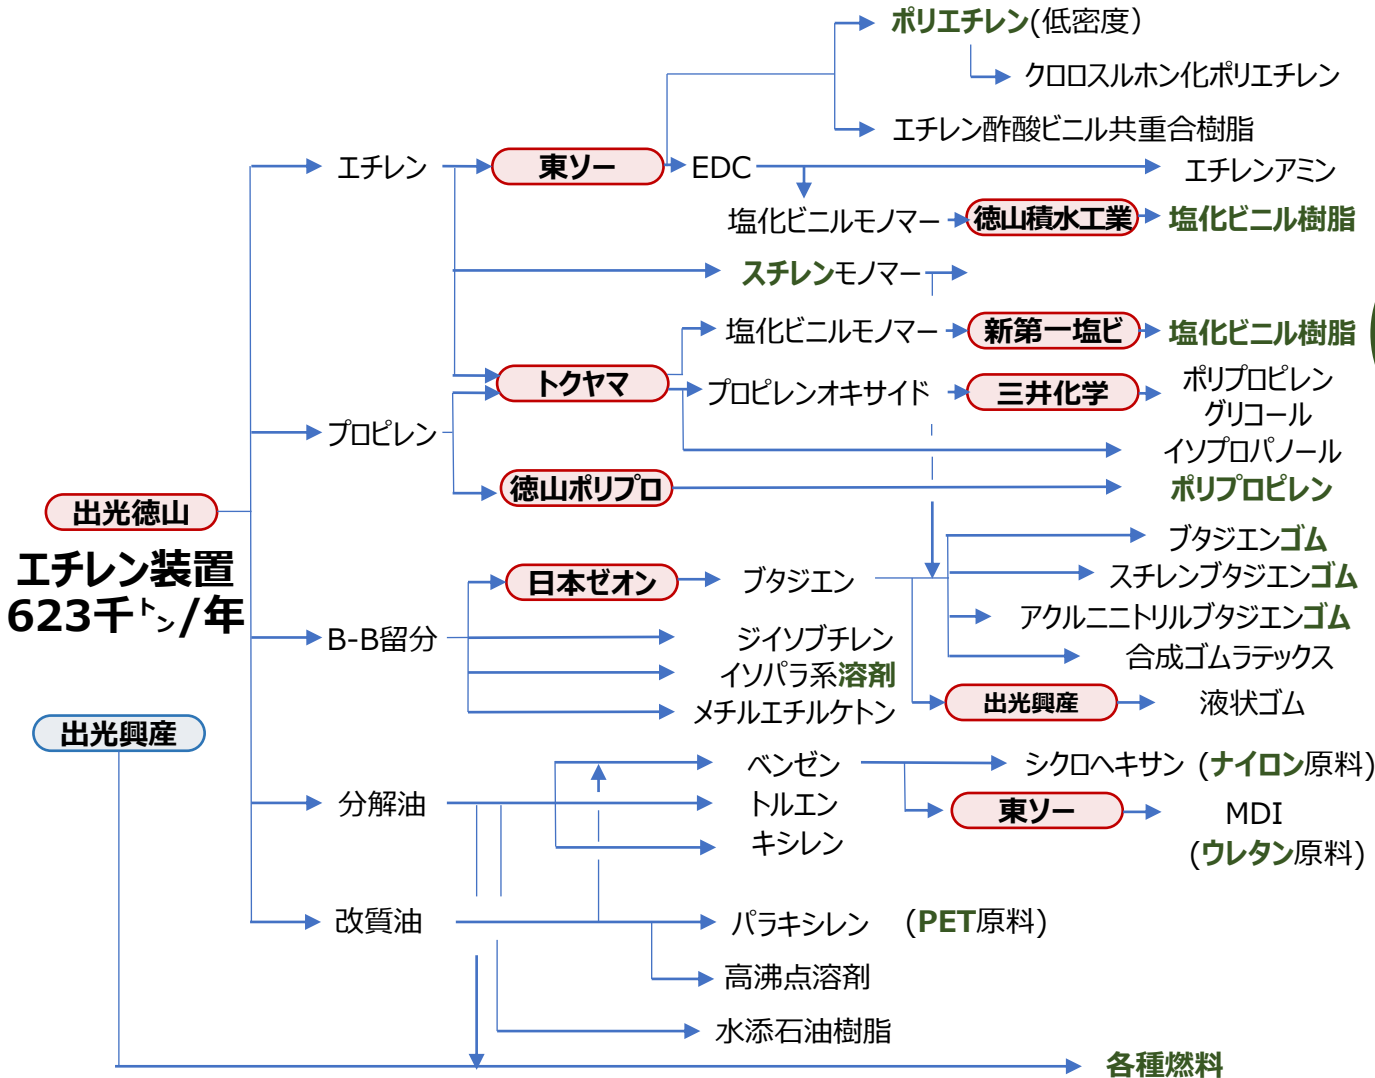 ポリエチレン(低密度)
クロロスルホン化ポリエチレン
エチレン酢酸ビニル共重合樹脂
エチレン
東ソー
EDC
エチレンアミン
塩化ビニルモノマー
徳山積水工業
塩化ビニル樹脂
スチレンモノマー
塩化ビニルモノマー
新第一塩ビ
塩化ビニル樹脂
トクヤマ
プロピレンオキサイド
三井化学
ポリプロピレン
グリコール
プロピレン
イソプロパノール
徳山ポリプロ
ポリプロピレン
出光徳山
エチレン装置
623千㌧/年
ブタジエンゴム
日本ゼオン
ブタジエン
スチレンブタジエンゴム
アクルニニトリルブタジエンゴム
B-B留分
ジイソブチレン
合成ゴムラテックス
イソパラ系溶剤
メチルエチルケトン
出光興産
液状ゴム
出光興産
ベンゼン
シクロヘキサン (ナイロン原料)
分解油
トルエン
東ソー
MDI
キシレン
(ウレタン原料)
改質油
パラキシレン (PET原料)
高沸点溶剤
水添石油樹脂
各種燃料